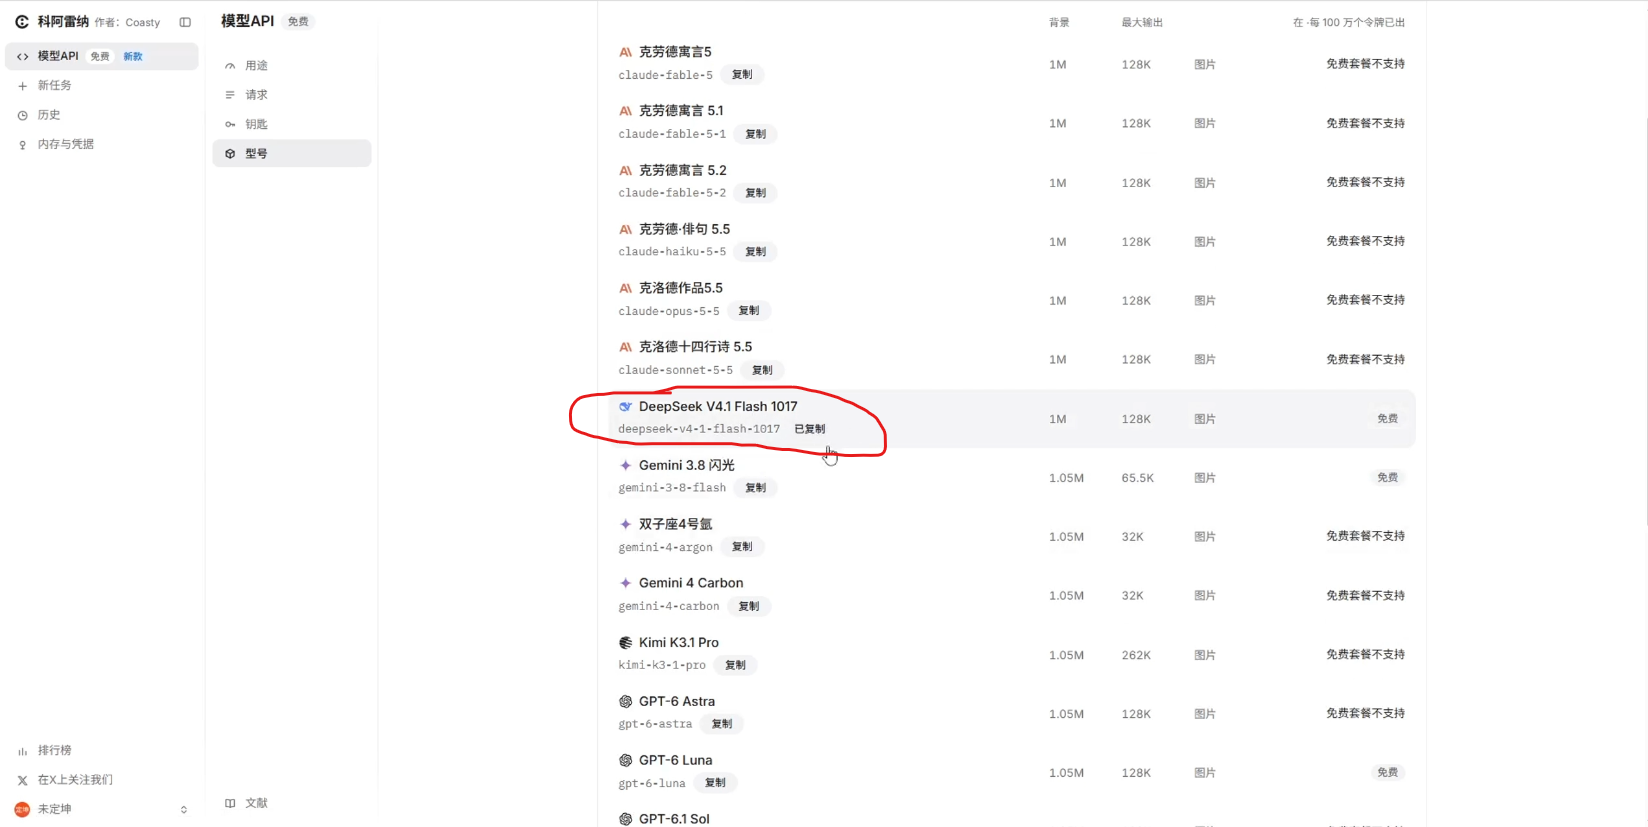 科阿雷纳 作者：Coasty
模型API 免费 新款
新任务
历史
内存与凭据
排行榜
在X上关注我们
定坤 未定坤
模型API 免费
用途
请求
钥匙
型号
文献
背景 最大输出 在 ·每 100 万个令牌已出
克劳德寓言5
claude-fable-5 复制 1M 128K 图片 免费套餐不支持
克劳德寓言 5.1
claude-fable-5-1 复制 1M 128K 图片 免费套餐不支持
克劳德寓言 5.2
claude-fable-5-2 复制 1M 128K 图片 免费套餐不支持
克劳德·俳句 5.5
claude-haiku-5-5 复制 1M 128K 图片 免费套餐不支持
克洛德作品5.5
claude-opus-5-5 复制 1M 128K 图片 免费套餐不支持
克洛德十四行诗 5.5
claude-sonnet-5-5 复制 1M 128K 图片 免费套餐不支持
DeepSeek V4.1 Flash 1017
deepseek-v4-1-flash-1017 已复制 1M 128K 图片 免费
Gemini 3.8 闪光
gemini-3-8-flash 复制 1.05M 65.5K 图片 免费
双子座4号氩
gemini-4-argon 复制 1.05M 32K 图片 免费套餐不支持
Gemini 4 Carbon
gemini-4-carbon 复制 1.05M 32K 图片 免费套餐不支持
Kimi K3.1 Pro
kimi-k3-1-pro 复制 1.05M 262K 图片 免费套餐不支持
GPT-6 Astra
gpt-6-astra 复制 1.05M 128K 图片 免费套餐不支持
GPT-6 Luna
gpt-6-luna 复制 1.05M 128K 图片 免费
GPT-6.1 Sol